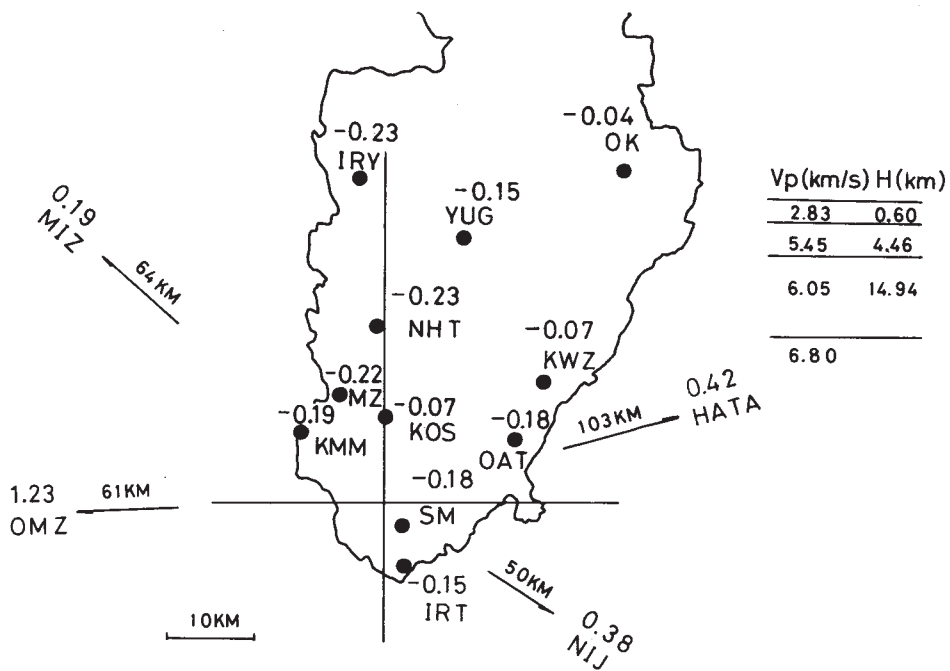 -0.04
OK
-0.23
IRY
-0.15
YUG
Vp(km/s) H(km)
2.83 0.60
5.45 4.46
6.05 14.94
6.80
0.19
MIZ
64KM
-0.23
NHT
-0.07
KWZ
-0.22
MZ
-0.07
KOS
-0.19
KMM
-0.18
OAT
103KM
0.42
HATA
-0.18
SM
1.23
OMZ
61KM
-0.15
IRT
50KM
0.38
NIJ
10KM